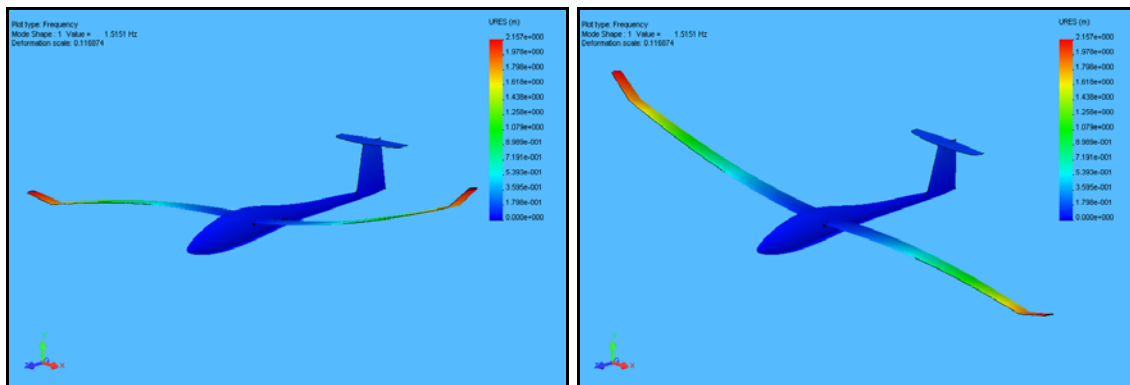 Plot type: Frequency
Mode Shape : 1 Value = 1.5151 Hz
Deformation scale: 0.116874
URES (m)
2.157e+000
1.978e+000
1.798e+000
1.618e+000
1.438e+000
1.258e+000
1.079e+000
8.989e-001
7.191e-001
5.393e-001
3.595e-001
1.798e-001
0.000e+000
Plot type: Frequency
Mode Shape : 1 Value = 1.5151 Hz
Deformation scale: 0.116874
URES (m)
2.157e+000
1.978e+000
1.798e+000
1.618e+000
1.438e+000
1.258e+000
1.079e+000
8.989e-001
7.191e-001
5.393e-001
3.595e-001
1.798e-001
0.000e+000